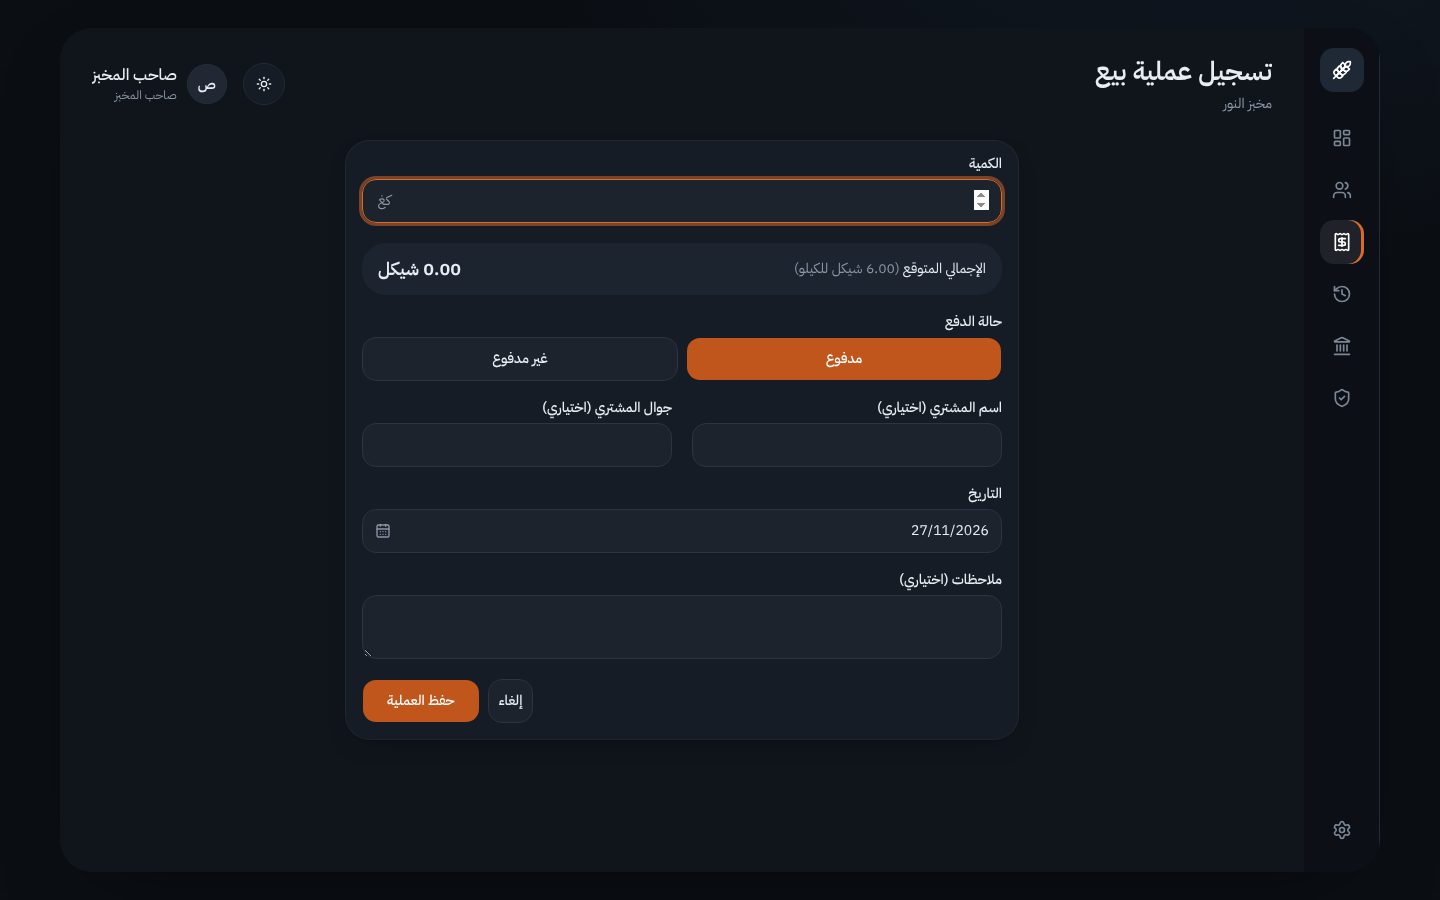 تسجيل عملية بيع
مخبز النور
ص
صاحب المخبز
صاحب المخبز
الكمية
كغ
الإجمالي المتوقع (6.00 شيكل للكيلو)
0.00 شيكل
حالة الدفع
مدفوع
غير مدفوع
اسم المشتري (اختياري)
جوال المشتري (اختياري)
التاريخ
27/11/2026
ملاحظات (اختياري)
إلغاء
حفظ العملية